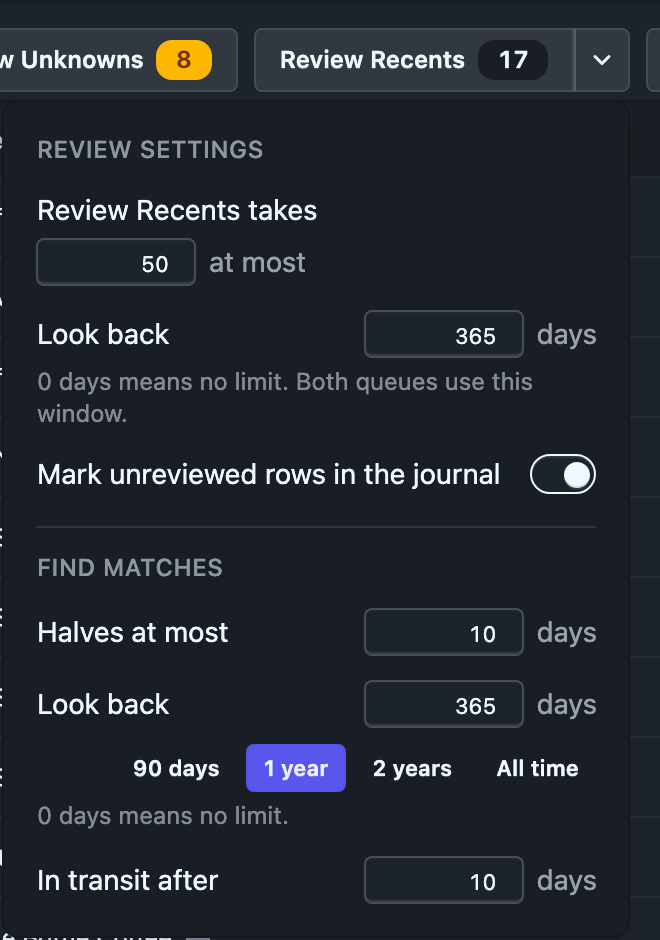 Unknowns 8
Review Recents 17
REVIEW SETTINGS
Review Recents takes
50 at most
Look back 365 days
0 days means no limit. Both queues use this
window.
Mark unreviewed rows in the journal
FIND MATCHES
Halves at most 10 days
Look back 365 days
90 days 1 year 2 years All time
0 days means no limit.
In transit after 10 days